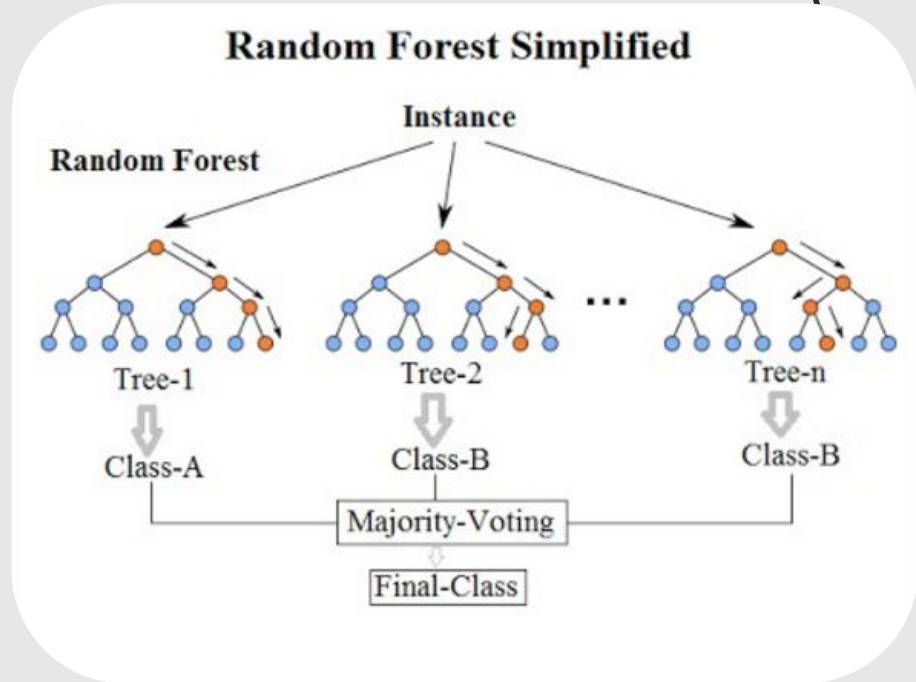 Random Forest Simplified
Instance
Random Forest
...
Tree-1
Tree-2
Tree-n
Class-A
Class-B
Class-B
Majority-Voting
Final-Class